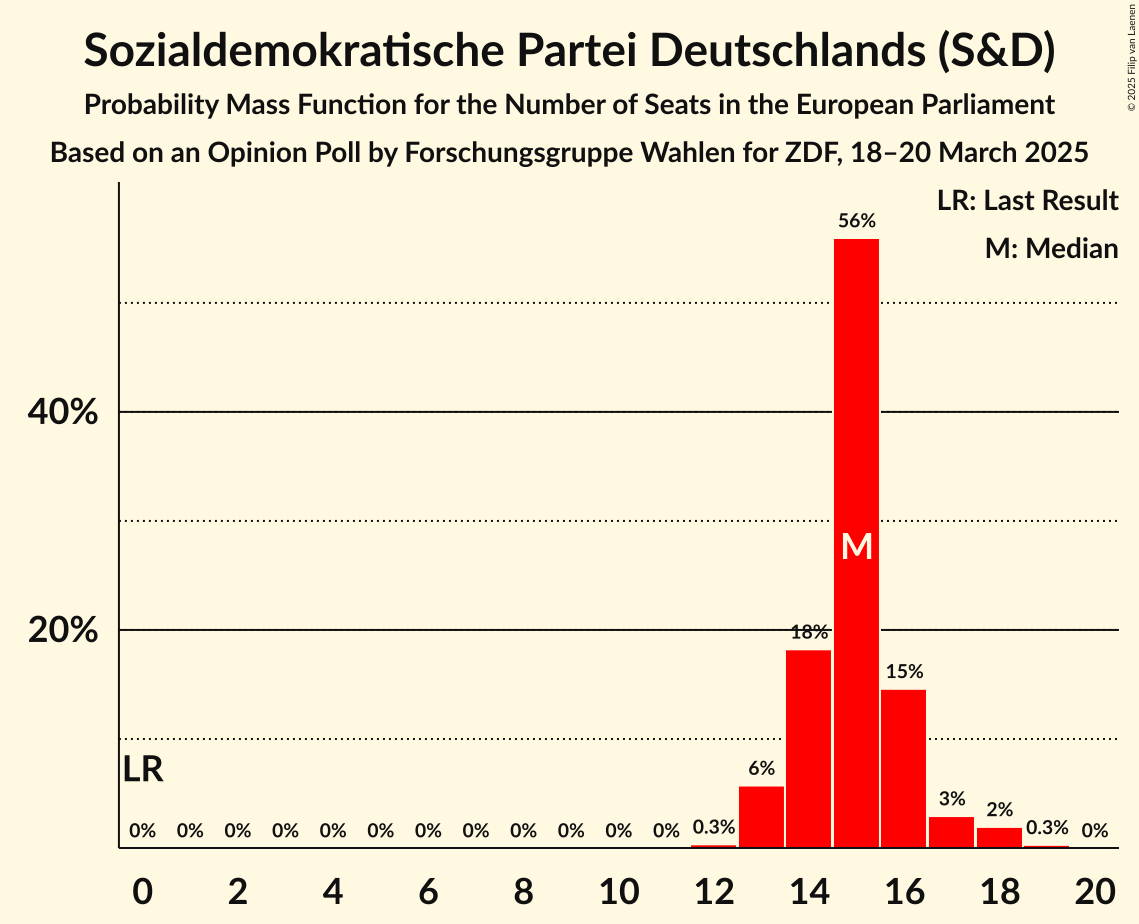 Sozialdemokratische Partei Deutschlands (S&D)
Probability Mass Function for the Number of Seats in the European Parliament
Based on an Opinion Poll by Forschungsgruppe Wahlen for ZDF, 18–20 March 2025
© 2025 Filip van Laenen
LR: Last Result
M: Median
56%
40%
M
20%
18%
15%
LR
6%
3%
2%
0% 0% 0% 0% 0% 0% 0% 0% 0% 0% 0% 0% 0.3% 0.3% 0%
0 2 4 6 8 10 12 14 16 18 20